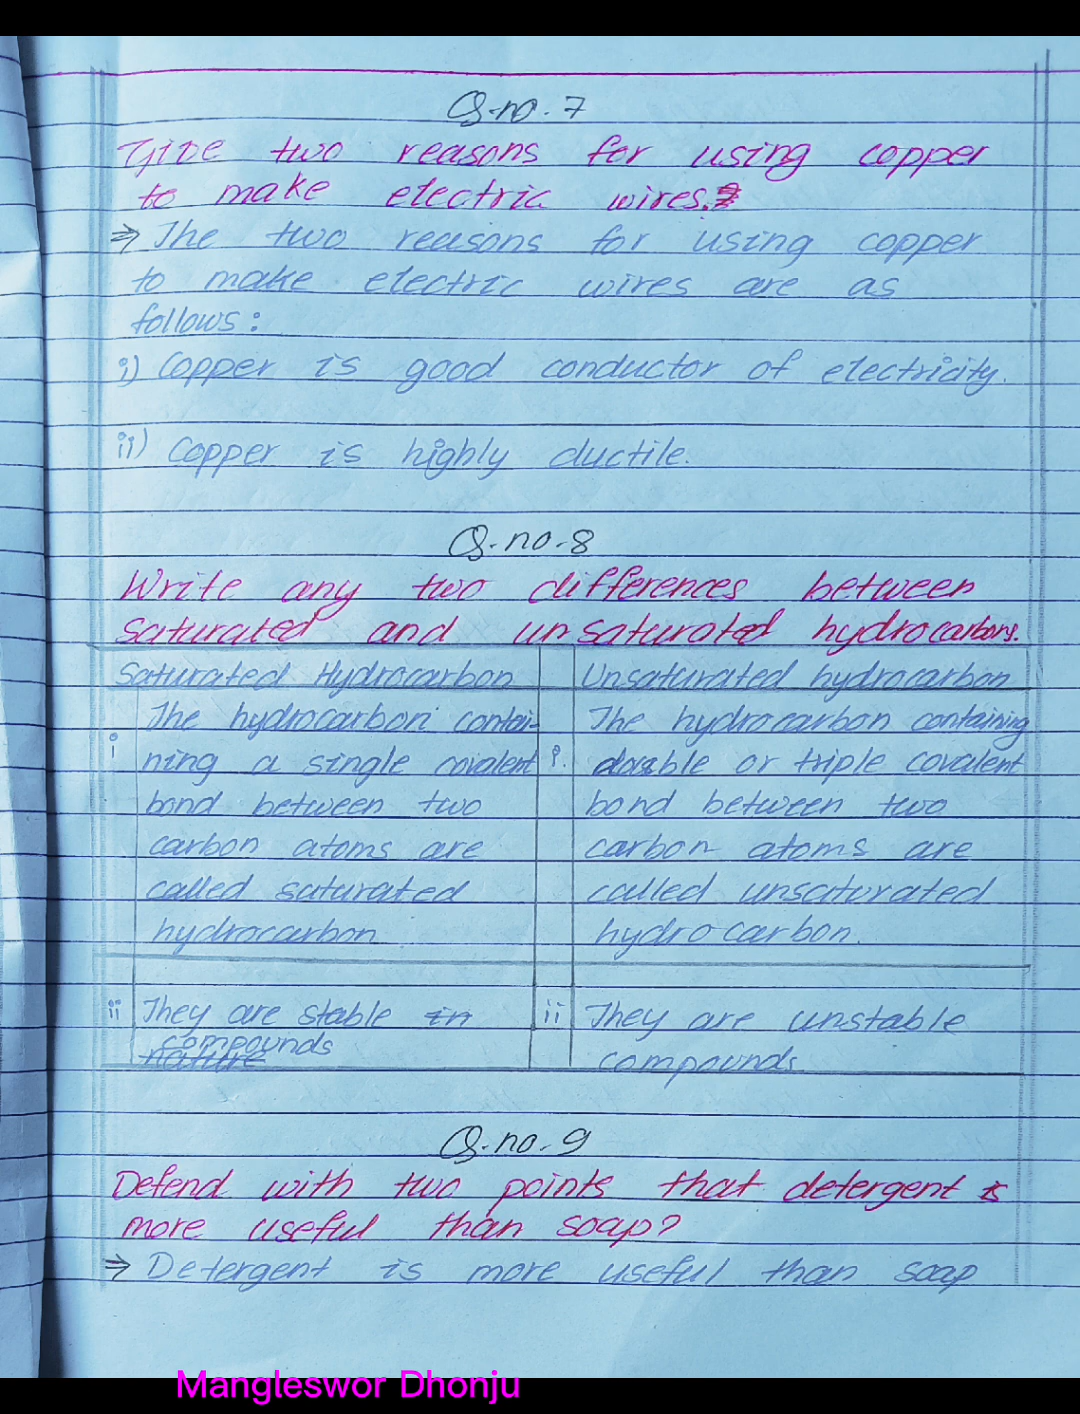 Q.no.7
Give two reasons for using copper
to make electric wires.
⇒ The two reasons for using copper
to make electric wires are as
follows:
i) Copper is good conductor of electricity.
ii) Copper is highly ductile.
Q.no.8
Write any two differences between
saturated and unsaturated hydrocarbons.
Saturated Hydrocarbon | Unsaturated hydrocarbon
i The hydrocarbon contai-
ning a single covalent
bond between two
carbon atoms are
called saturated
hydrocarbon
i. The hydrocarbon containing
double or triple covalent
bond between two
carbon atoms are
called unsaturated
hydrocarbon.
ii They are stable in
compounds
nature
ii They are unstable
compounds
Q.no.9
Defend with two points that detergent is
more useful than soap?
⇒ Detergent is more useful than soap
Mangleswor Dhonju